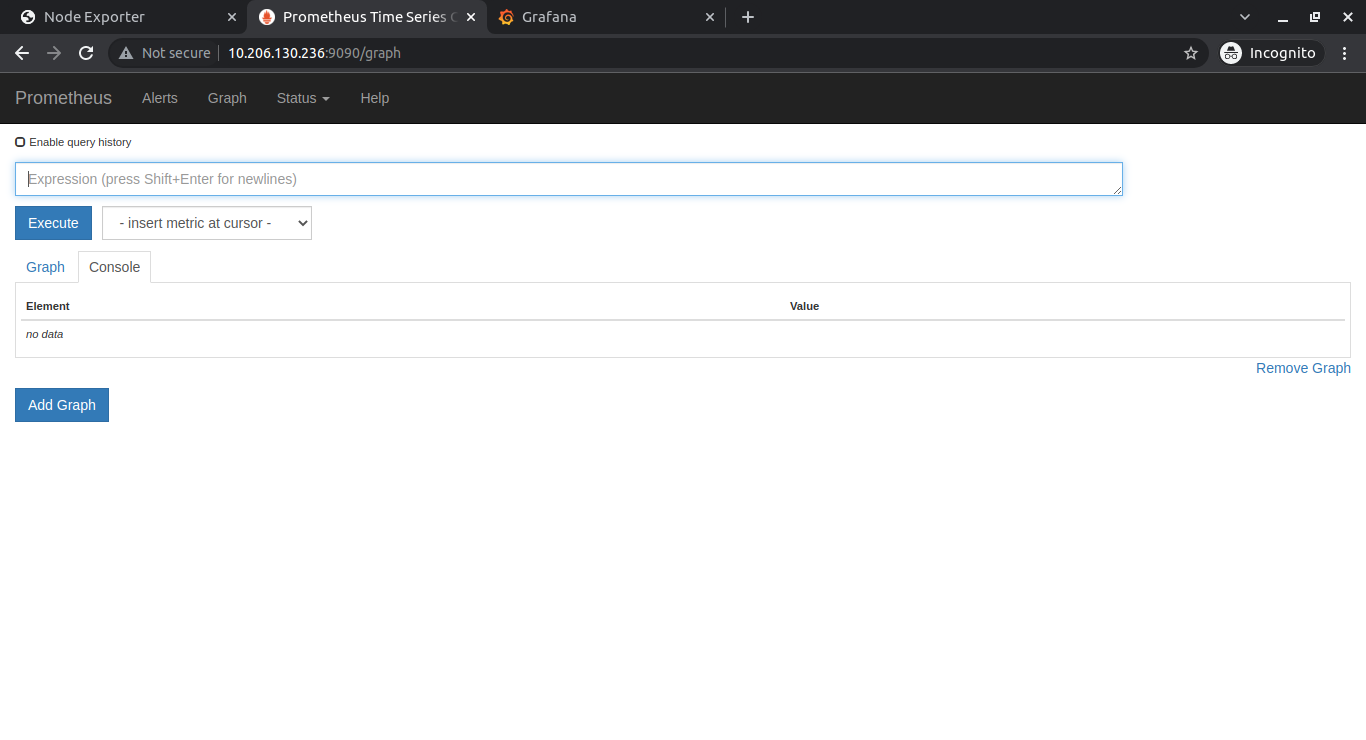 Node Exporter
Prometheus Time Series C
Grafana
Not secure
10.206.130.236:9090/graph
Incognito
Prometheus Alerts Graph Status Help
Enable query history
Expression (press Shift+Enter for newlines)
Execute
- insert metric at cursor -
Graph Console
Element Value
no data
Remove Graph
Add Graph